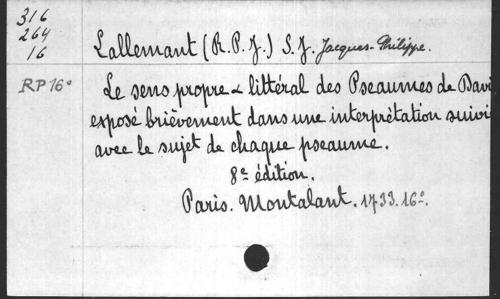 316
264
16
Lallemant (R.P.J.) S.J. Jacques-Philippe.
RP 16°
Le sens propre & littéral des Pseaumes de Davi
exposé brièvement dans une interprétation suivi
avec le sujet de chaque pseaume.
8e édition.
Paris. Montalant. 1733. 16°.